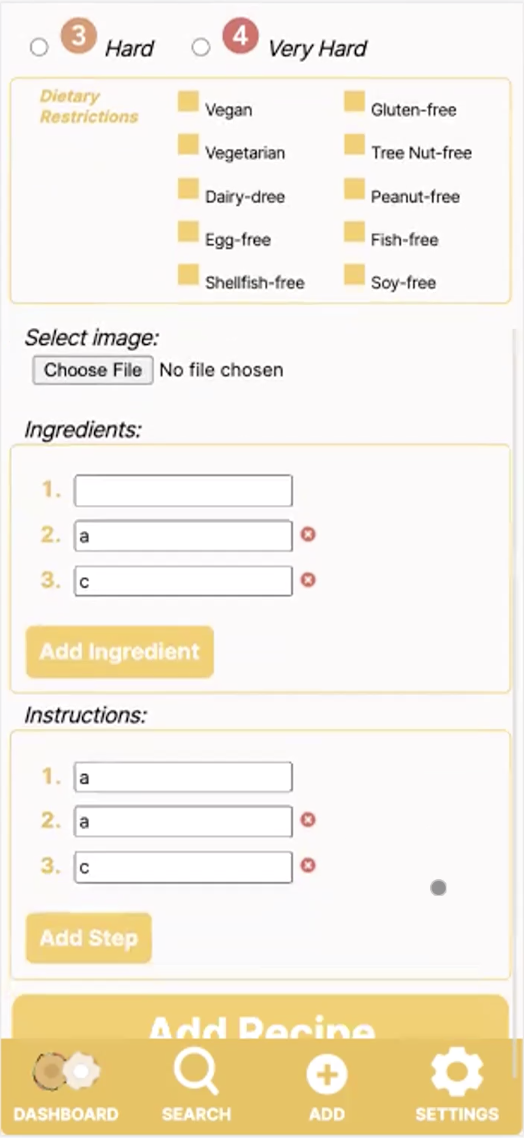 3 Hard 4 Very Hard
Dietary
Restrictions
Vegan Gluten-free
Vegetarian Tree Nut-free
Dairy-dree Peanut-free
Egg-free Fish-free
Shellfish-free Soy-free
Select image:
Choose File No file chosen
Ingredients:
1.
2. a
3. c
Add Ingredient
Instructions:
1. a
2. a
3. c
Add Step
Add Recipe
DASHBOARD SEARCH ADD SETTINGS